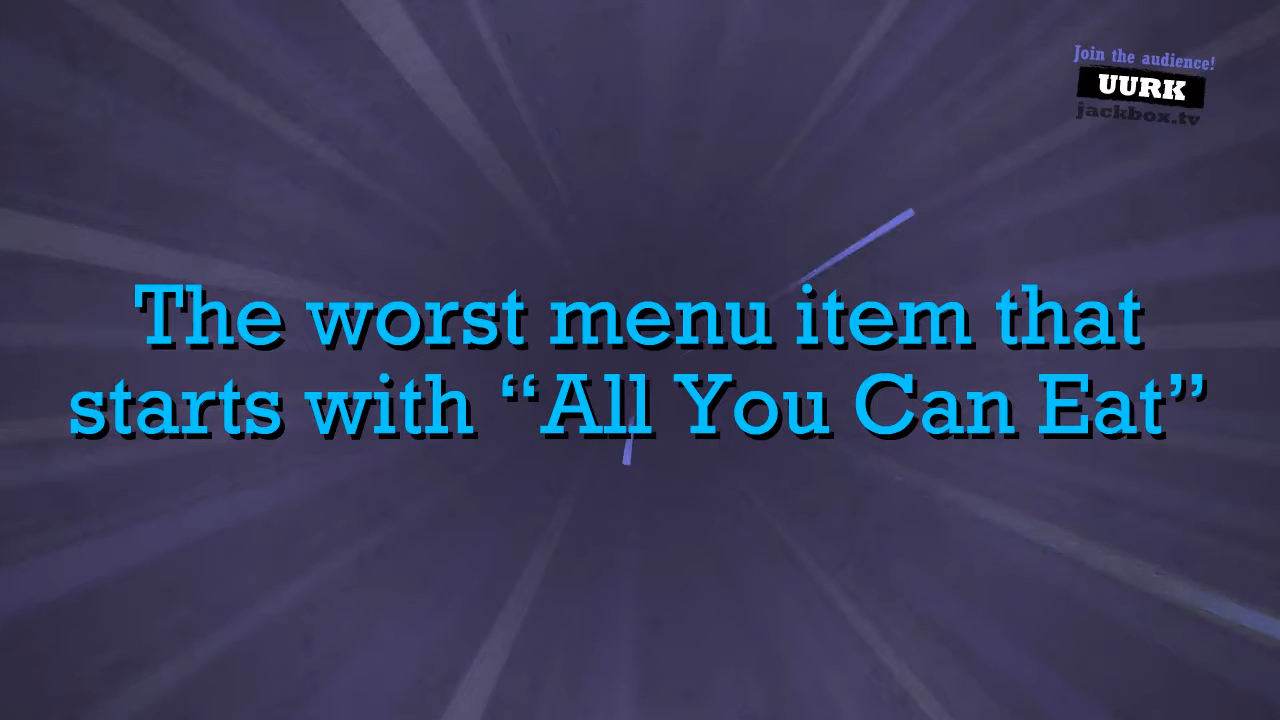 Join the audience!
UURK
jackbox.tv
The worst menu item that
starts with “All You Can Eat”